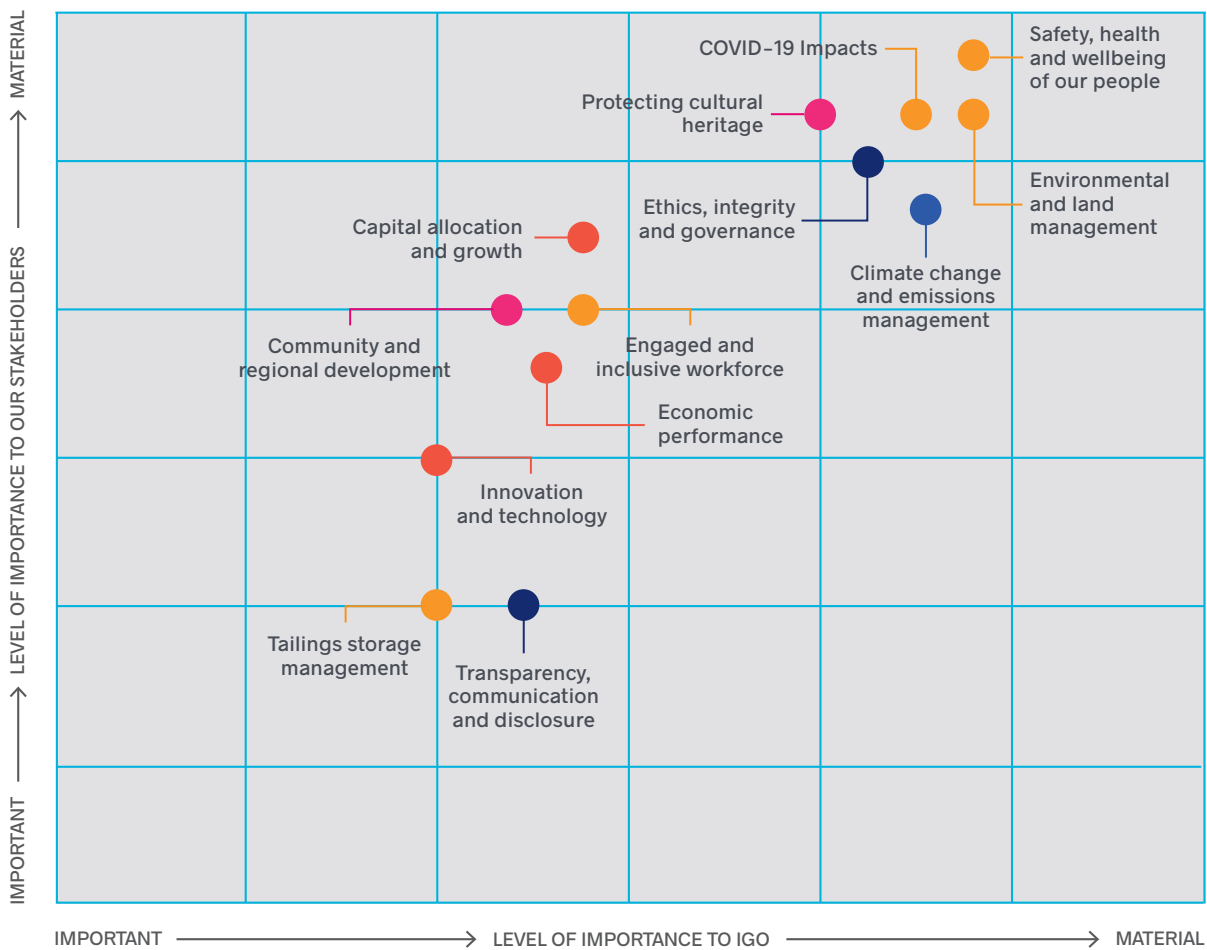 MATERIAL
LEVEL OF IMPORTANCE TO OUR STAKEHOLDERS
IMPORTANT
COVID-19 Impacts
Safety, health
and wellbeing
of our people
Protecting cultural
heritage
Environmental
and land
management
Ethics, integrity
and governance
Capital allocation
and growth
Climate change
and emissions
management
Community and
regional development
Engaged and
inclusive workforce
Economic
performance
Innovation
and technology
Tailings storage
management
Transparency,
communication
and disclosure
IMPORTANT
LEVEL OF IMPORTANCE TO IGO
MATERIAL